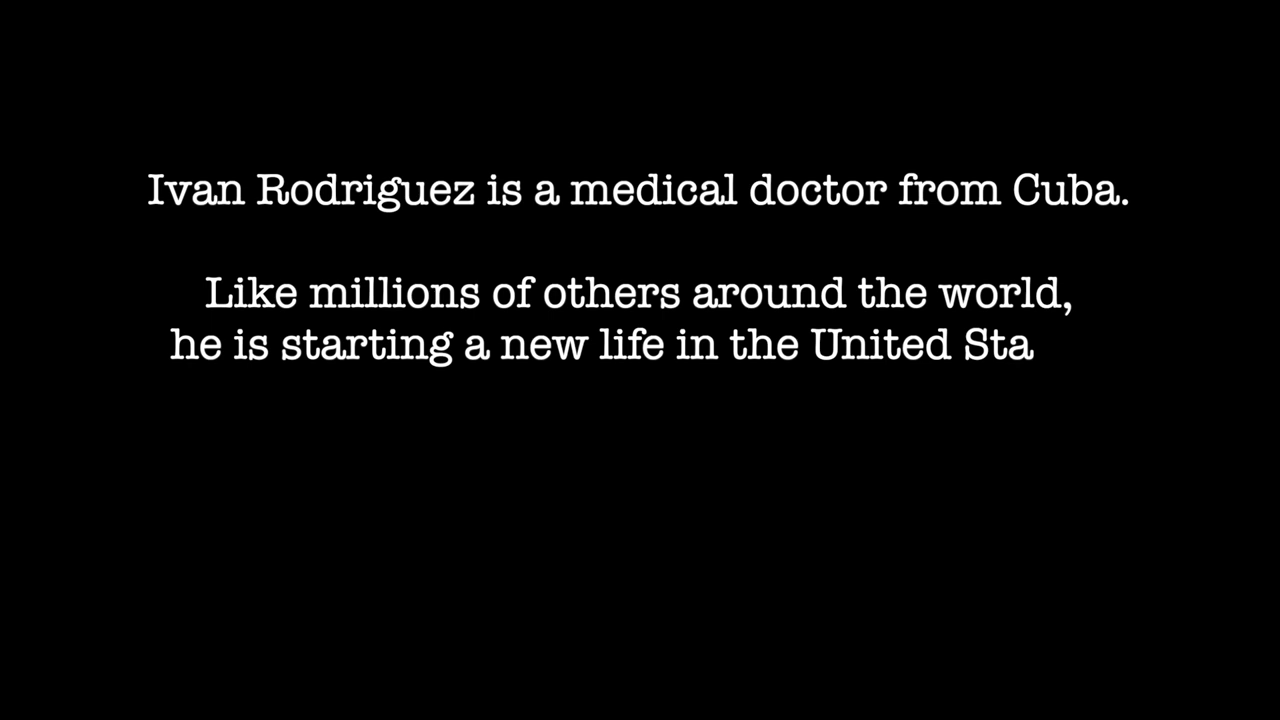 Ivan Rodriguez is a medical doctor from Cuba.
Like millions of others around the world,
he is starting a new life in the United Sta